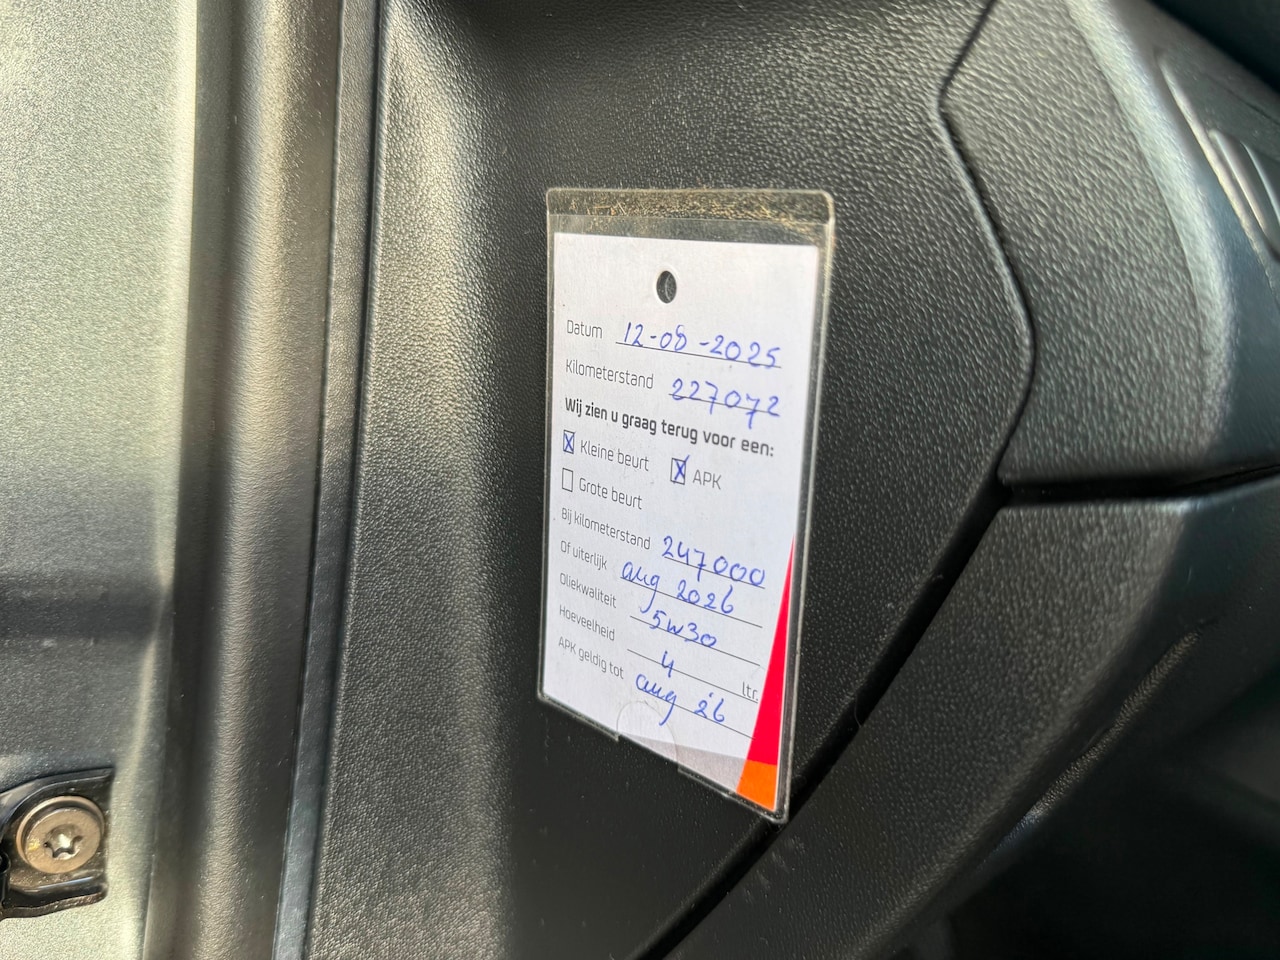 Datum 12-08-2025
Kilometerstand 227072
Wij zien u graag terug voor een:
Kleine beurt APK
Grote beurt
Bij kilometerstand 247000
Of uiterlijk aug 2026
Oliekwaliteit 5w30
Hoeveelheid 4 ltr.
APK geldig tot aug 26